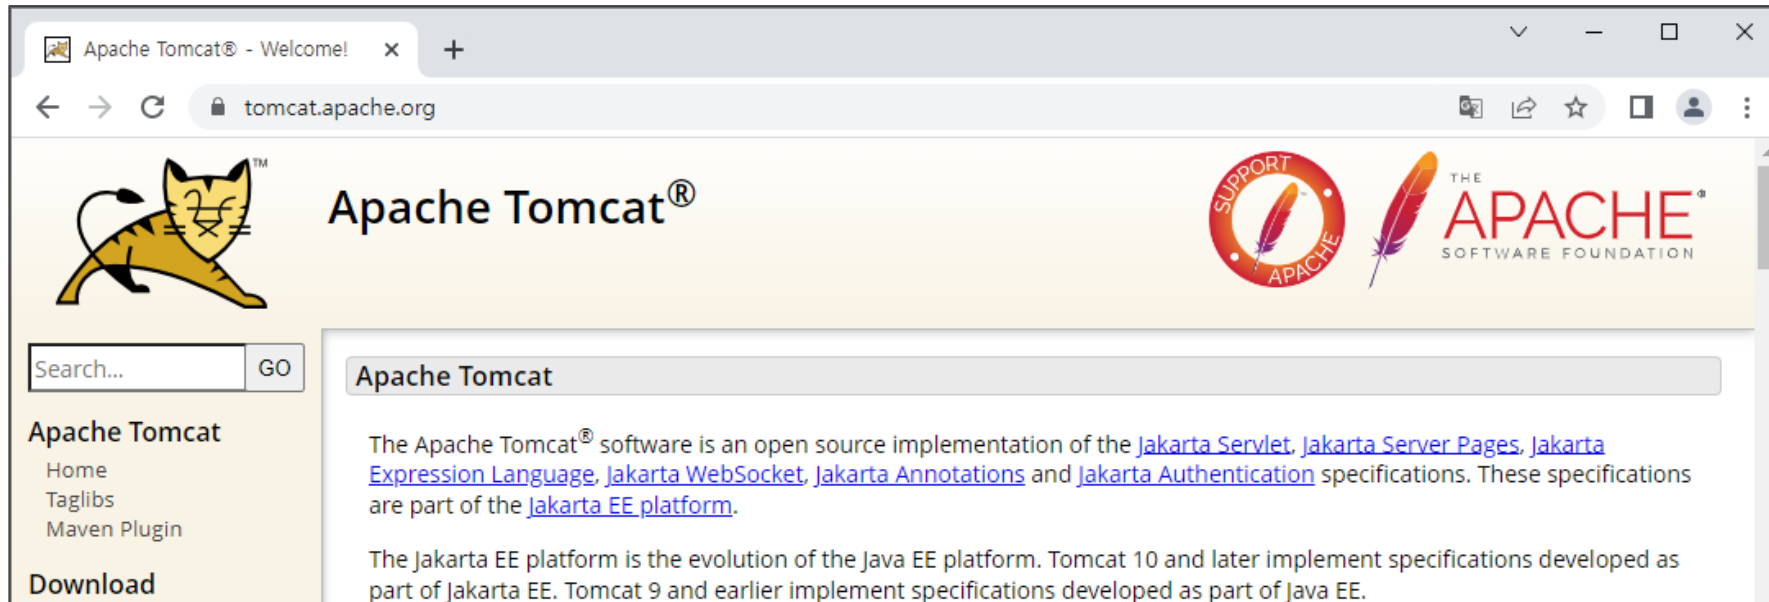 Apache Tomcat® - Welcome!
tomcat.apache.org
TM
Apache Tomcat®
SUPPORT
APACHE
THE
APACHE®
SOFTWARE FOUNDATION
Search...
GO
Apache Tomcat
Home
Taglibs
Maven Plugin
Download
Apache Tomcat
The Apache Tomcat® software is an open source implementation of the Jakarta Servlet, Jakarta Server Pages, Jakarta
Expression Language, Jakarta WebSocket, Jakarta Annotations and Jakarta Authentication specifications. These specifications
are part of the Jakarta EE platform.
The Jakarta EE platform is the evolution of the Java EE platform. Tomcat 10 and later implement specifications developed as
part of Jakarta EE. Tomcat 9 and earlier implement specifications developed as part of Java EE.